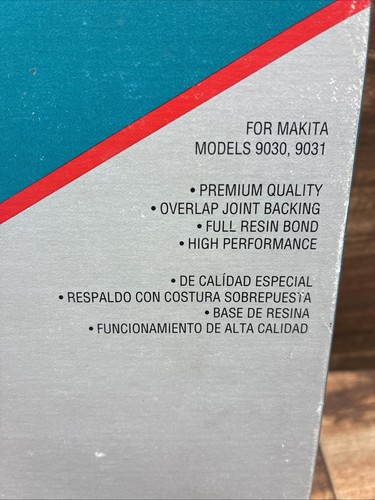 FOR MAKITA
MODELS 9030, 9031
• PREMIUM QUALITY
• OVERLAP JOINT BACKING
• FULL RESIN BOND
• HIGH PERFORMANCE
• DE CALÍDAD ESPECIAL
• RESPALDO CON COSTURA SOBREPUESTA
• BASE DE RESINA
• FUNCIONAMIENTO DE ALTA CALIDAD